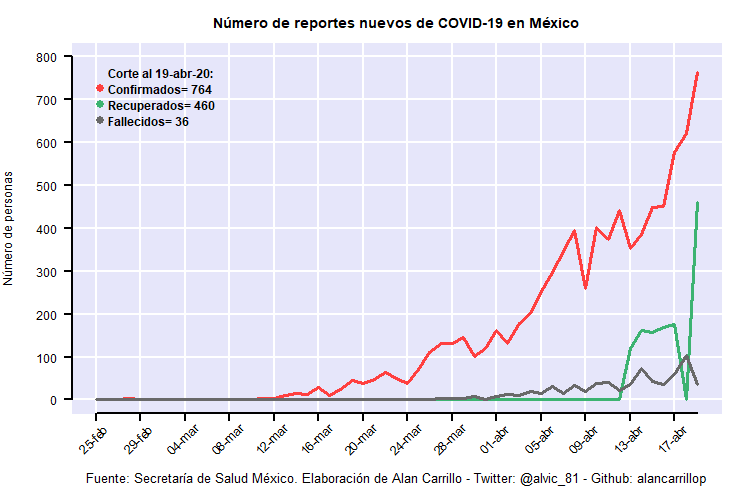 Número de reportes nuevos de COVID-19 en México
Número de personas
800
700
600
500
400
300
200
100
0
Corte al 19-abr-20:
Confirmados= 764
Recuperados= 460
Fallecidos= 36
25-feb
29-feb
04-mar
08-mar
12-mar
16-mar
20-mar
24-mar
28-mar
01-abr
05-abr
09-abr
13-abr
17-abr
Fuente: Secretaría de Salud México. Elaboración de Alan Carrillo - Twitter: @alvic_81 - Github: alancarrillop